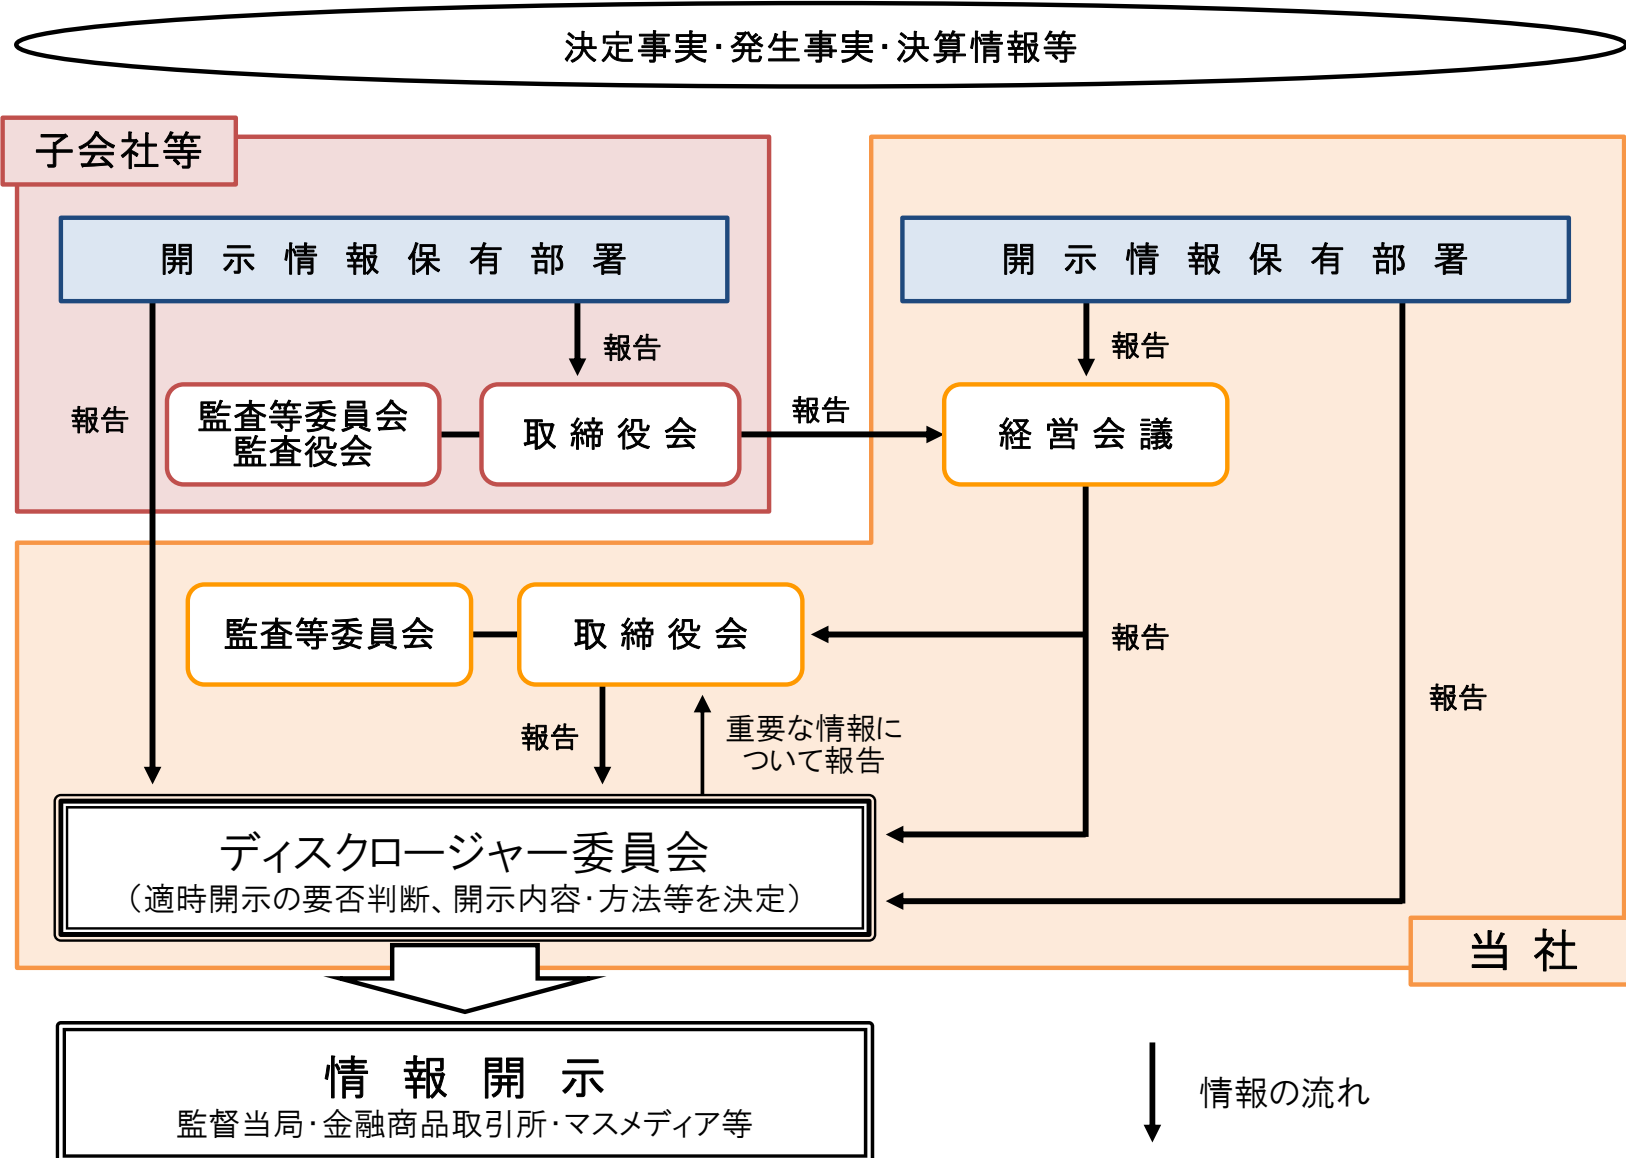 決定事実・発生事実・決算情報等
子会社等
開示情報保有部署
開示情報保有部署
報告
報告
報告
報告
監査等委員会
監査役会
取締役会
経営会議
監査等委員会
取締役会
報告
報告
報告
重要な情報に
ついて報告
ディスクロージャー委員会
（適時開示の要否判断、開示内容・方法等を決定）
当社
情報開示
監督当局・金融商品取引所・マスメディア等
情報の流れ